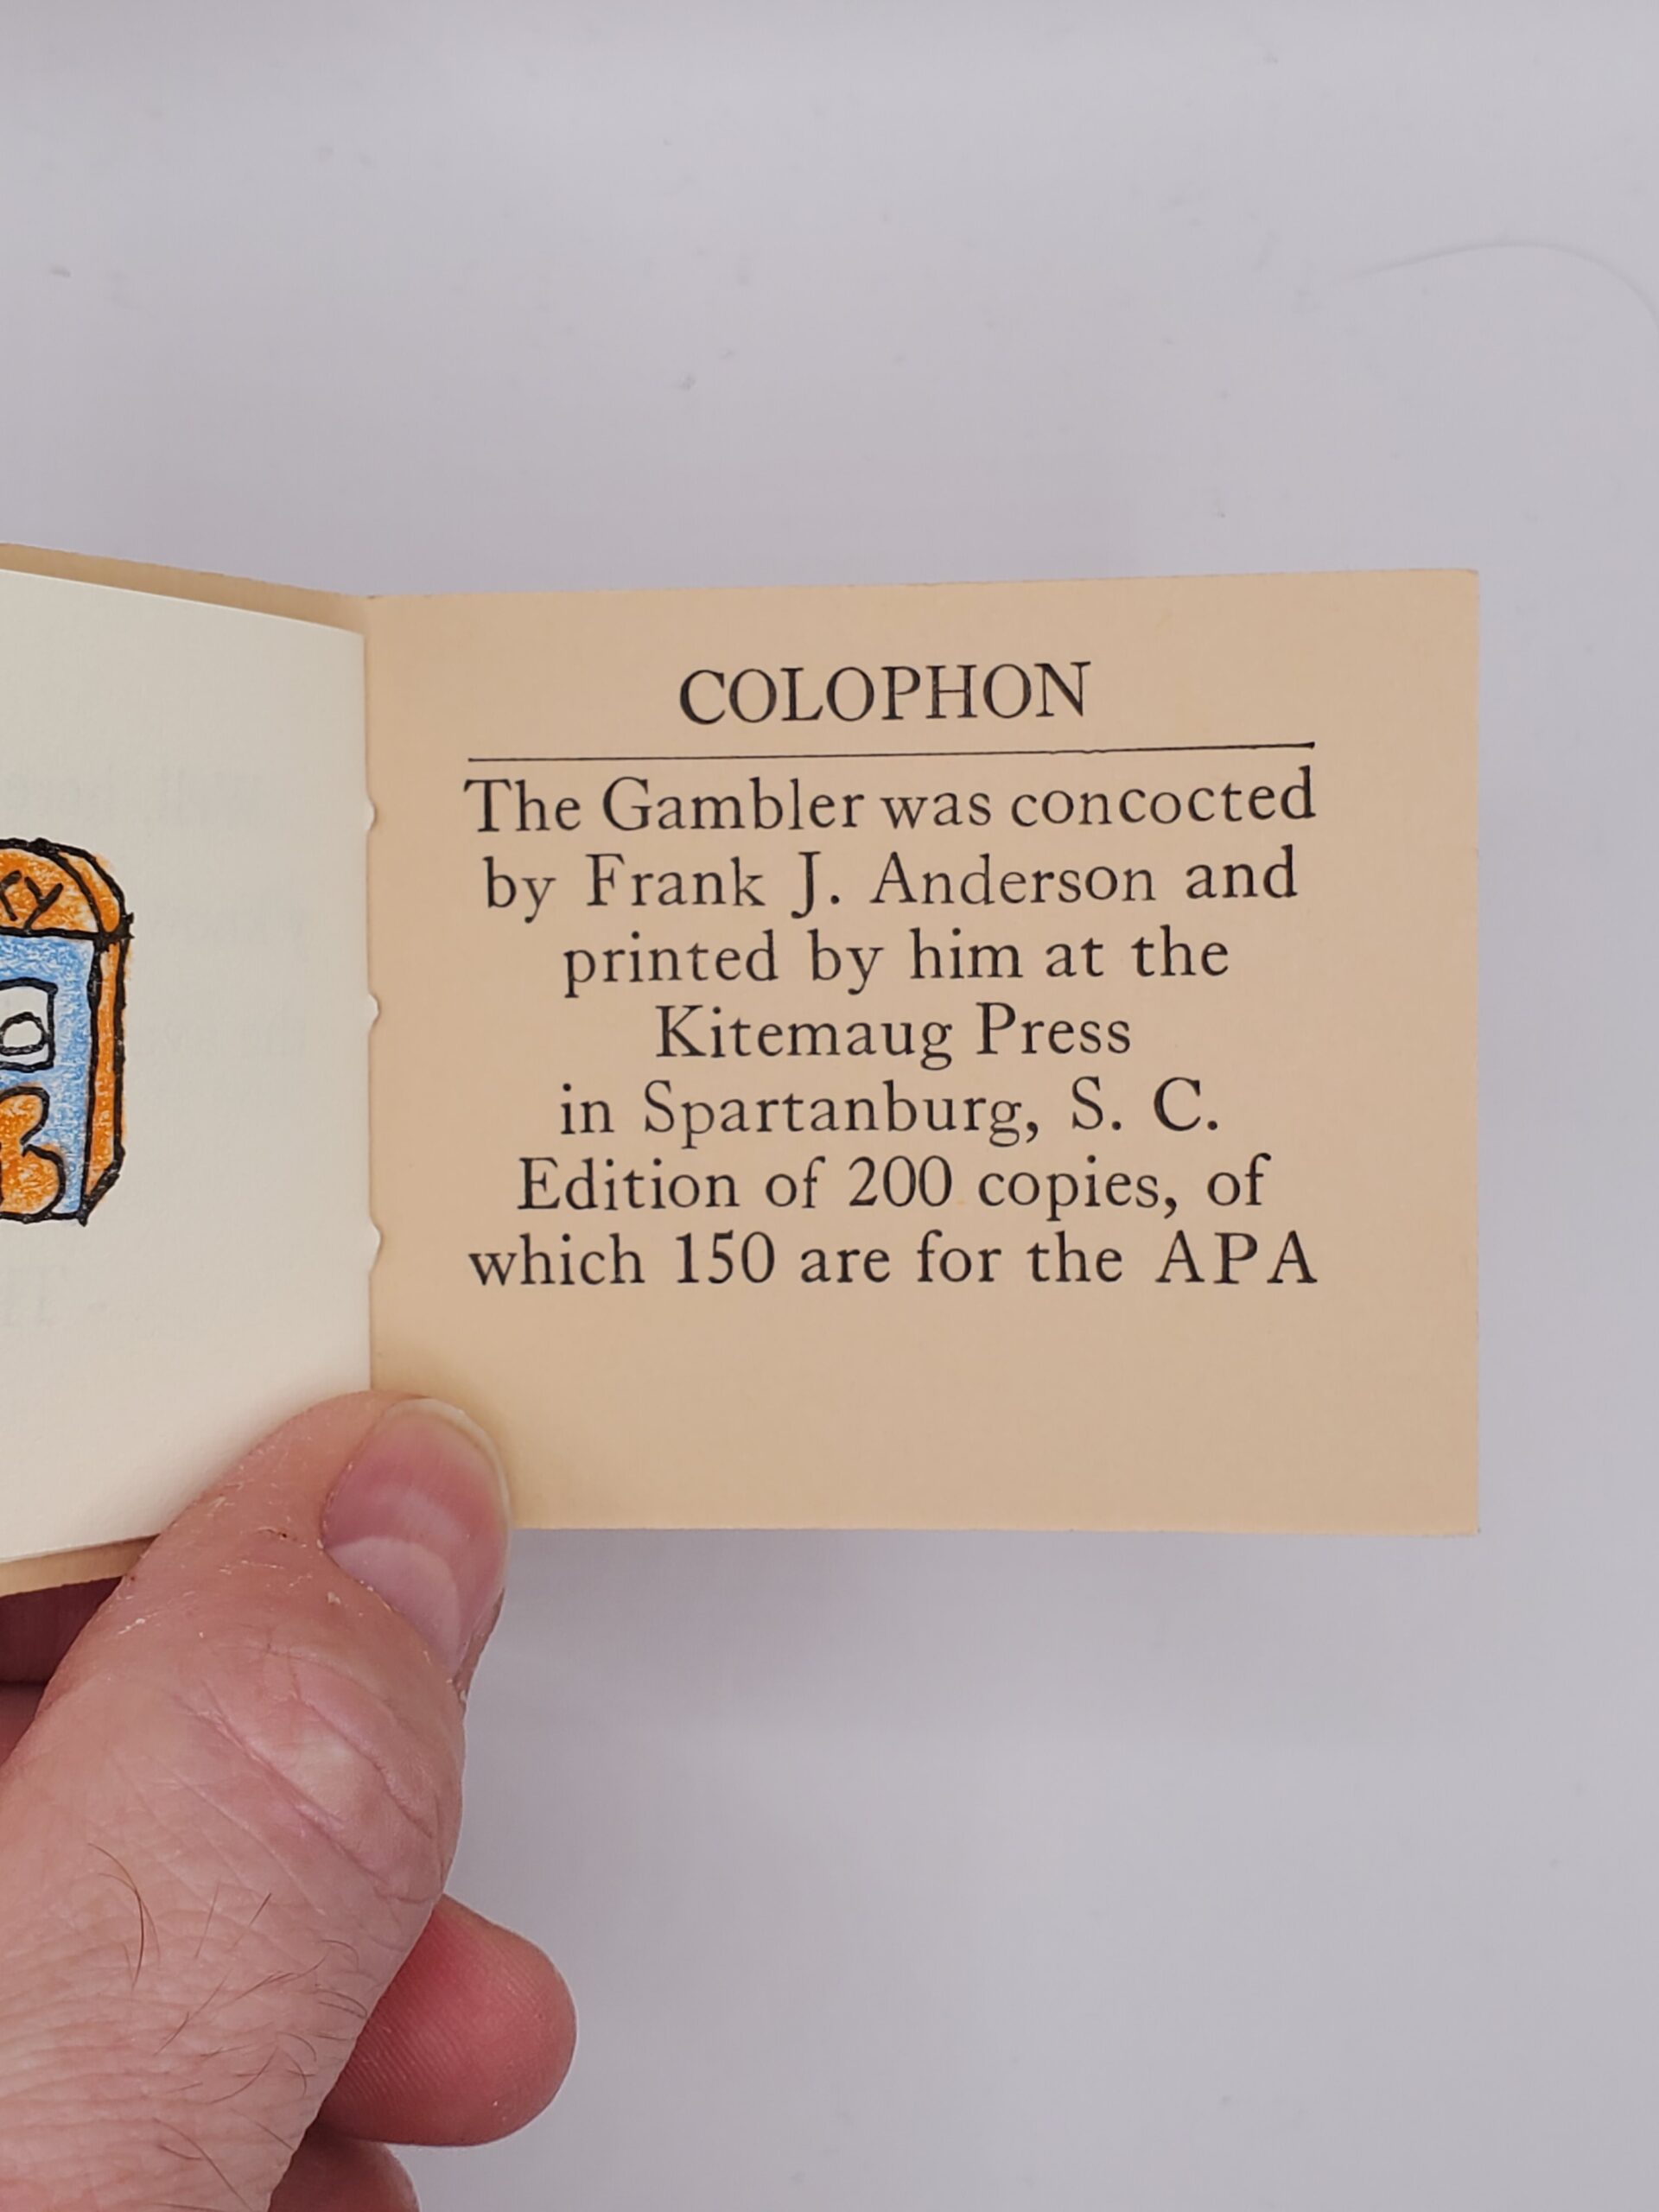 COLOPHON
The Gambler was concocted
by Frank J. Anderson and
printed by him at the
Kitemaug Press
in Spartanburg, S. C.
Edition of 200 copies, of
which 150 are for the APA